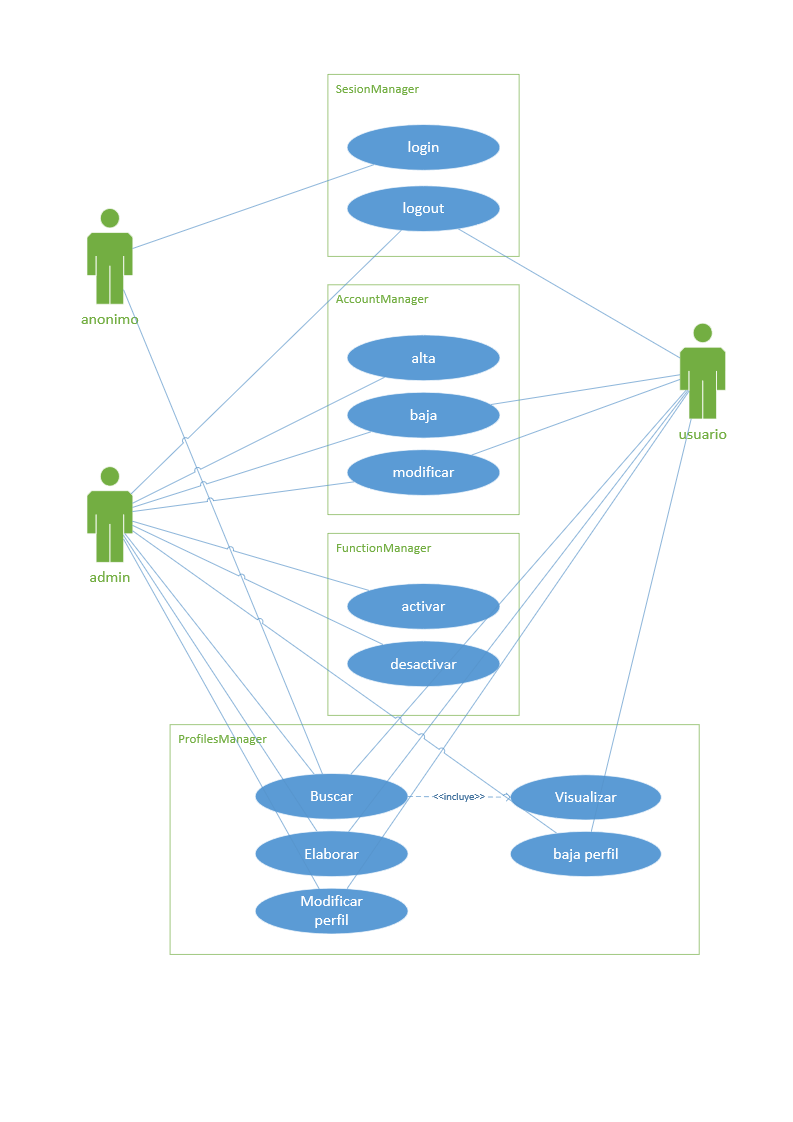 SesionManager
login
logout
anonimo
AccountManager
alta
baja
modificar
usuario
admin
FunctionManager
activar
desactivar
ProfilesManager
Buscar
<<incluye>>
Visualizar
Elaborar
baja perfil
Modificar
perfil